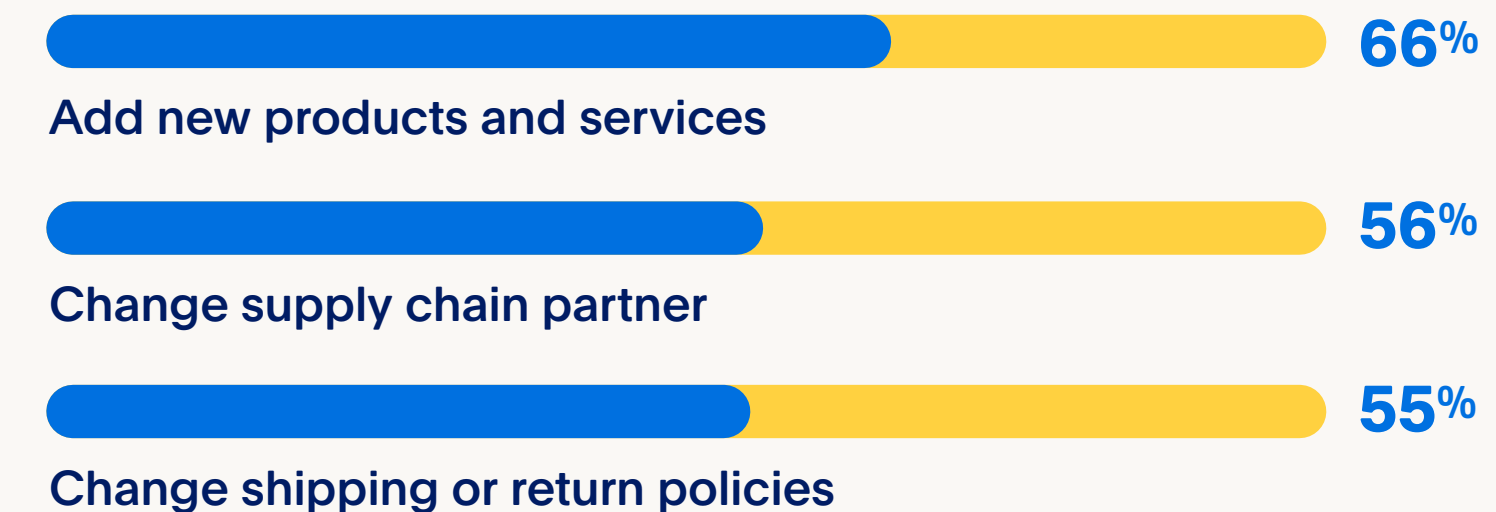 66%
Add new products and services
56%
Change supply chain partner
55%
Change shipping or return policies